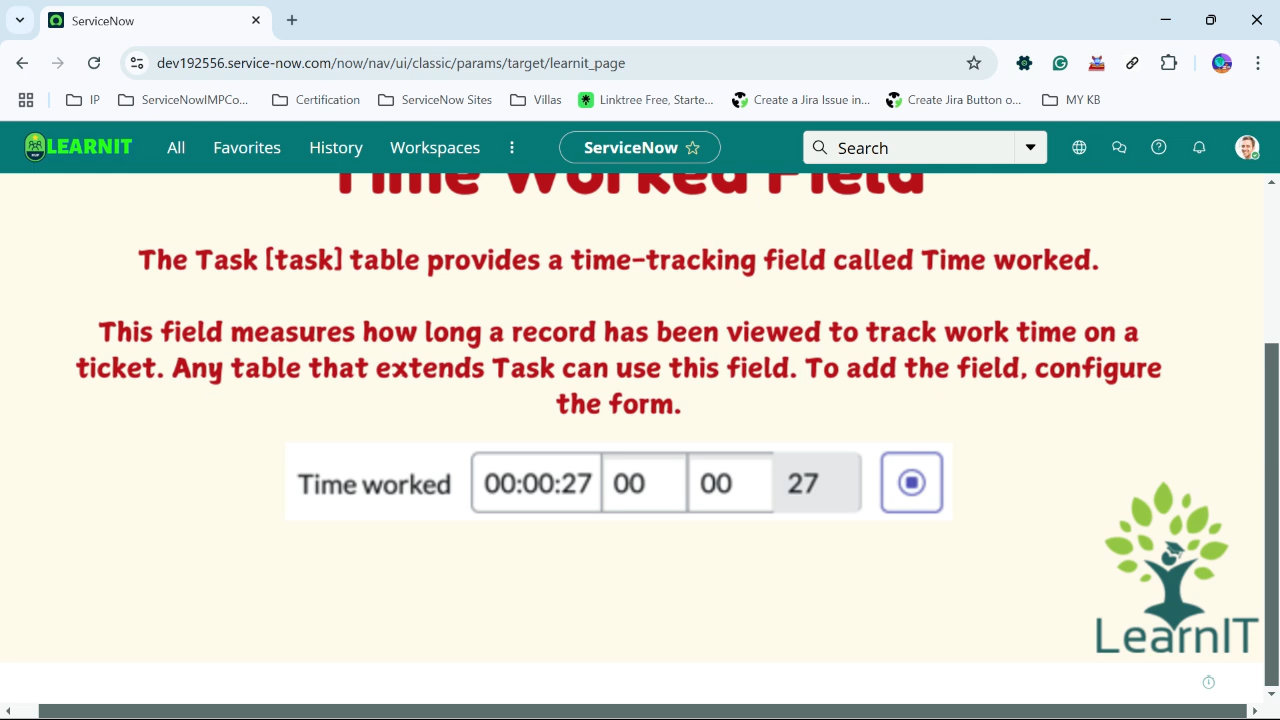 ServiceNow
dev192556.service-now.com/now/nav/ui/classic/params/target/learnit_page
IP
ServiceNowIMPCo...
Certification
ServiceNow Sites
Villas
Linktree Free, Starte...
Create a Jira Issue in...
Create Jira Button o...
MY KB
LEARNIT
All
Favorites
History
Workspaces
ServiceNow
Search
Time Worked Field
The Task [task] table provides a time-tracking field called Time worked.
This field measures how long a record has been viewed to track work time on a
ticket. Any table that extends Task can use this field. To add the field, configure
the form.
Time worked 00:00:27 00 00 27
LearnIT